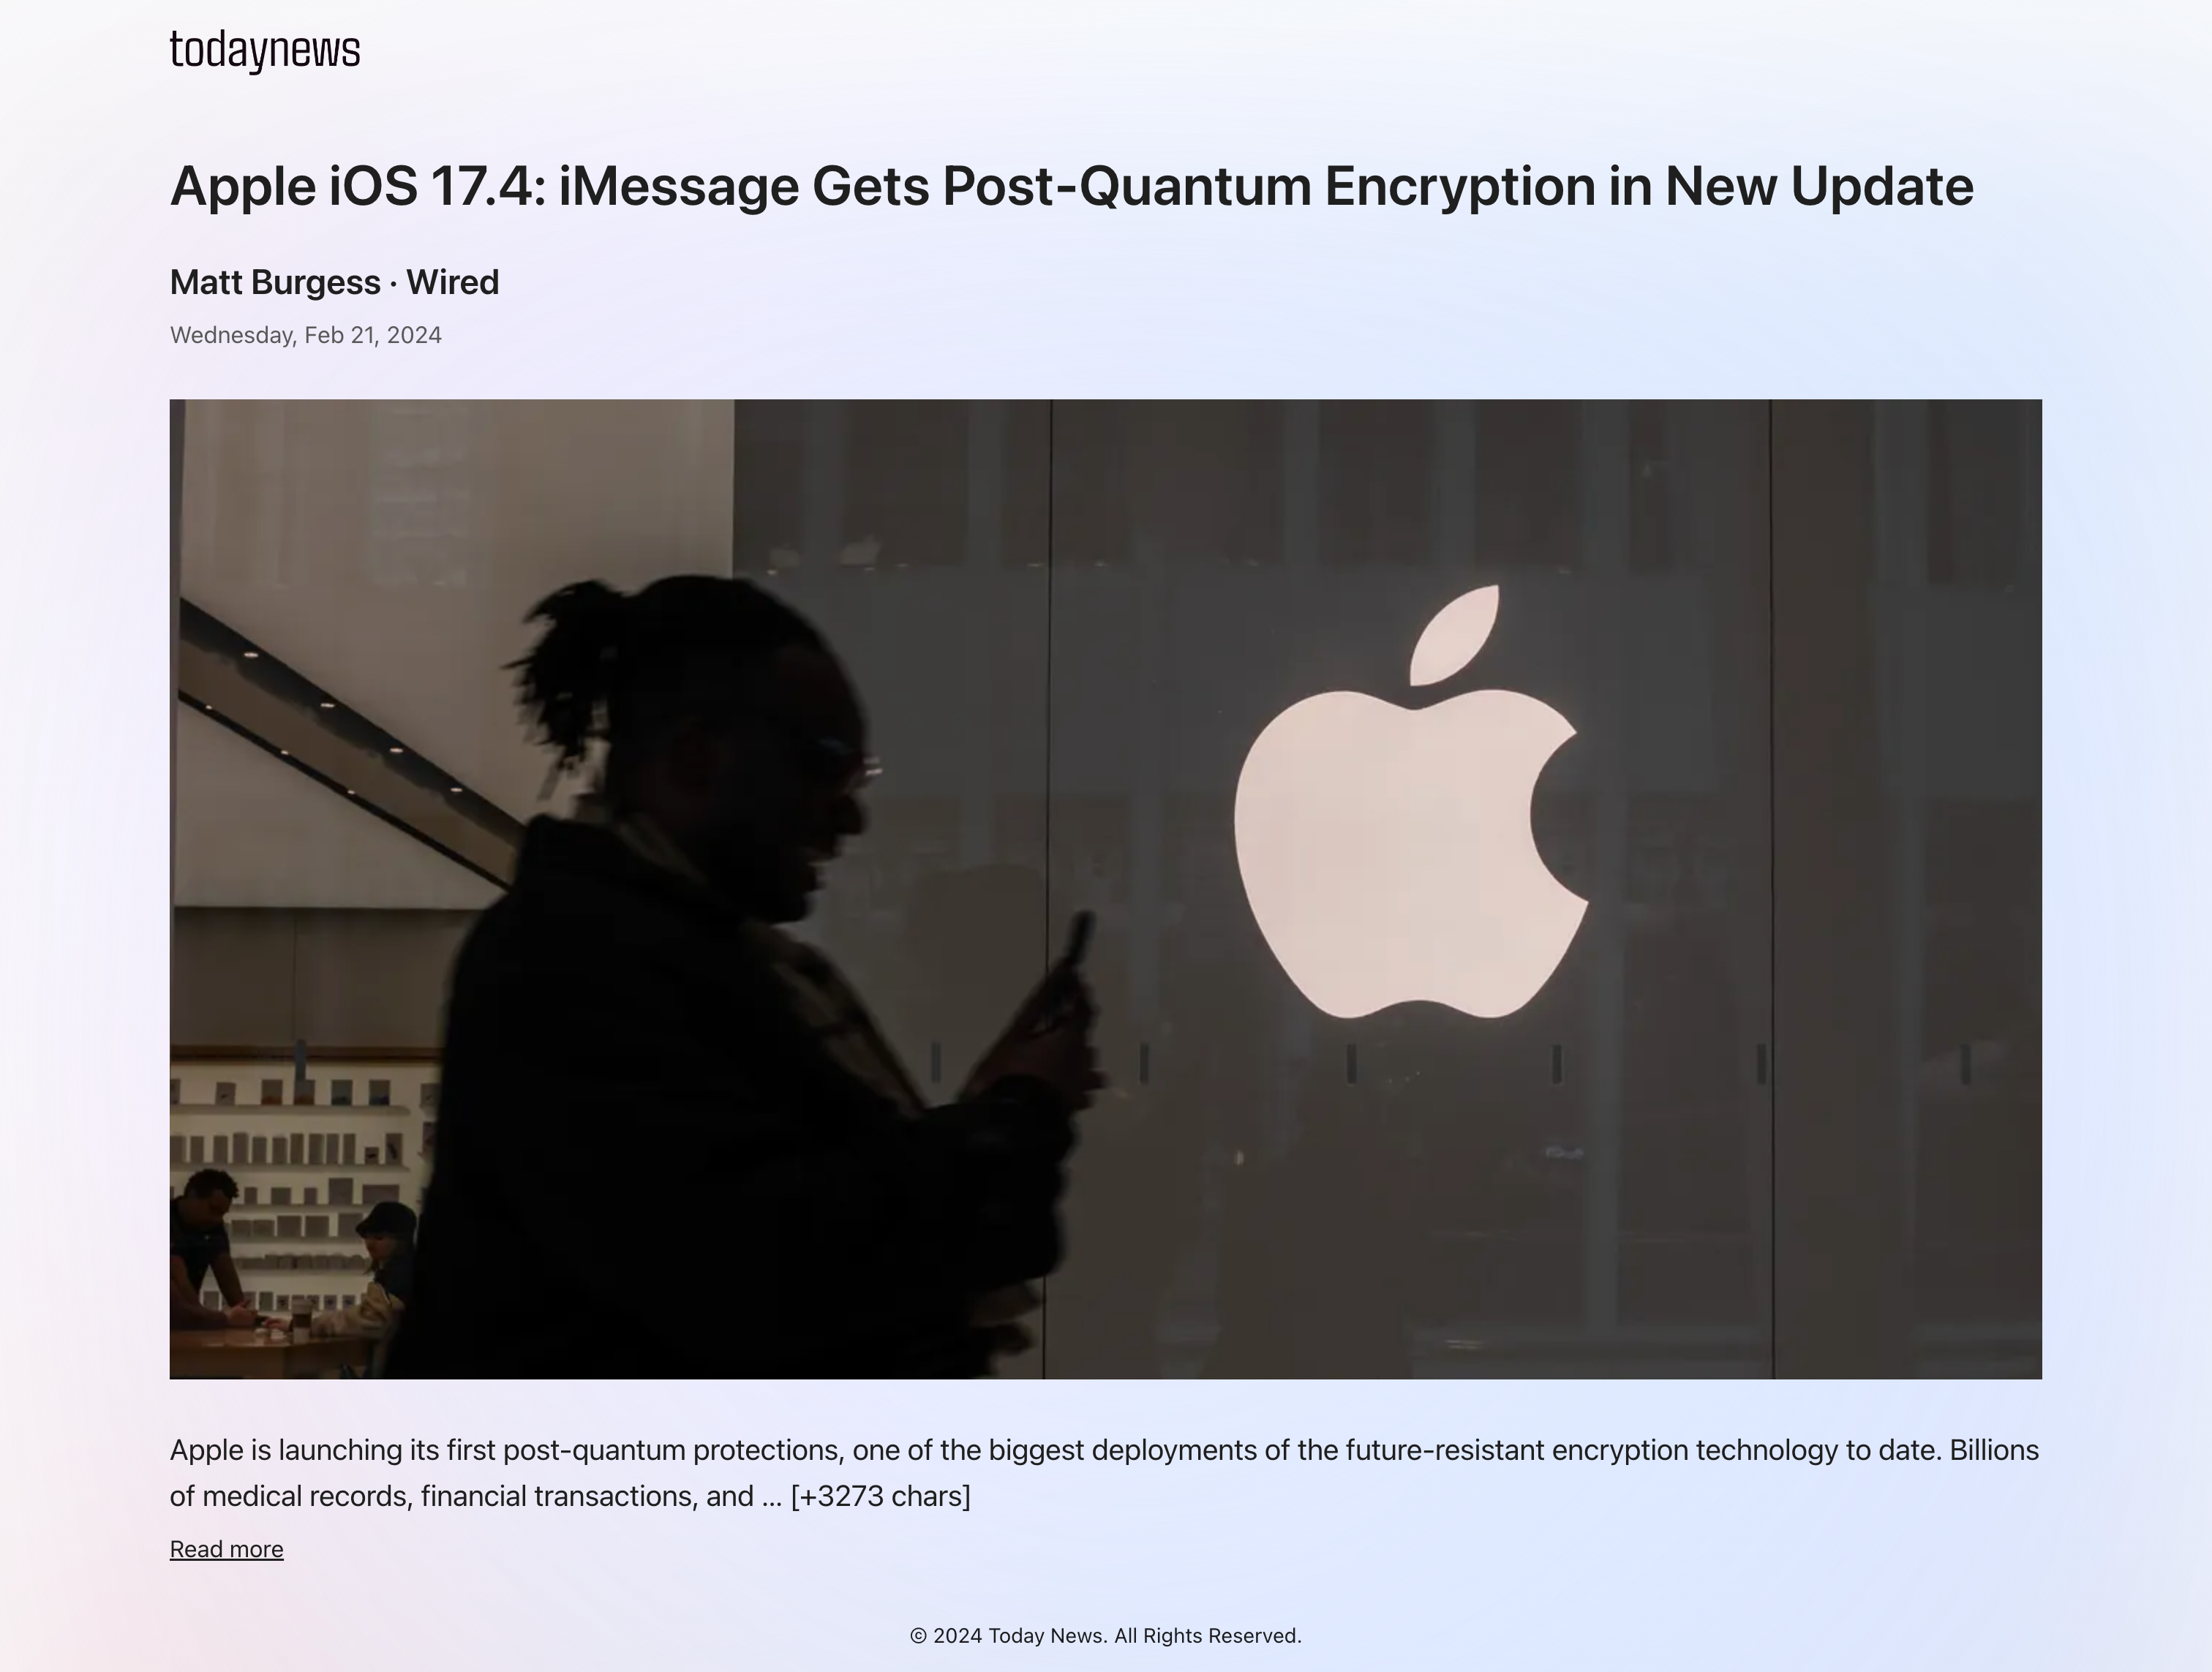 todaynews
Apple iOS 17.4: iMessage Gets Post-Quantum Encryption in New Update
Matt Burgess · Wired
Wednesday, Feb 21, 2024
Apple is launching its first post-quantum protections, one of the biggest deployments of the future-resistant encryption technology to date. Billions
of medical records, financial transactions, and ... [+3273 chars]
Read more
© 2024 Today News. All Rights Reserved.